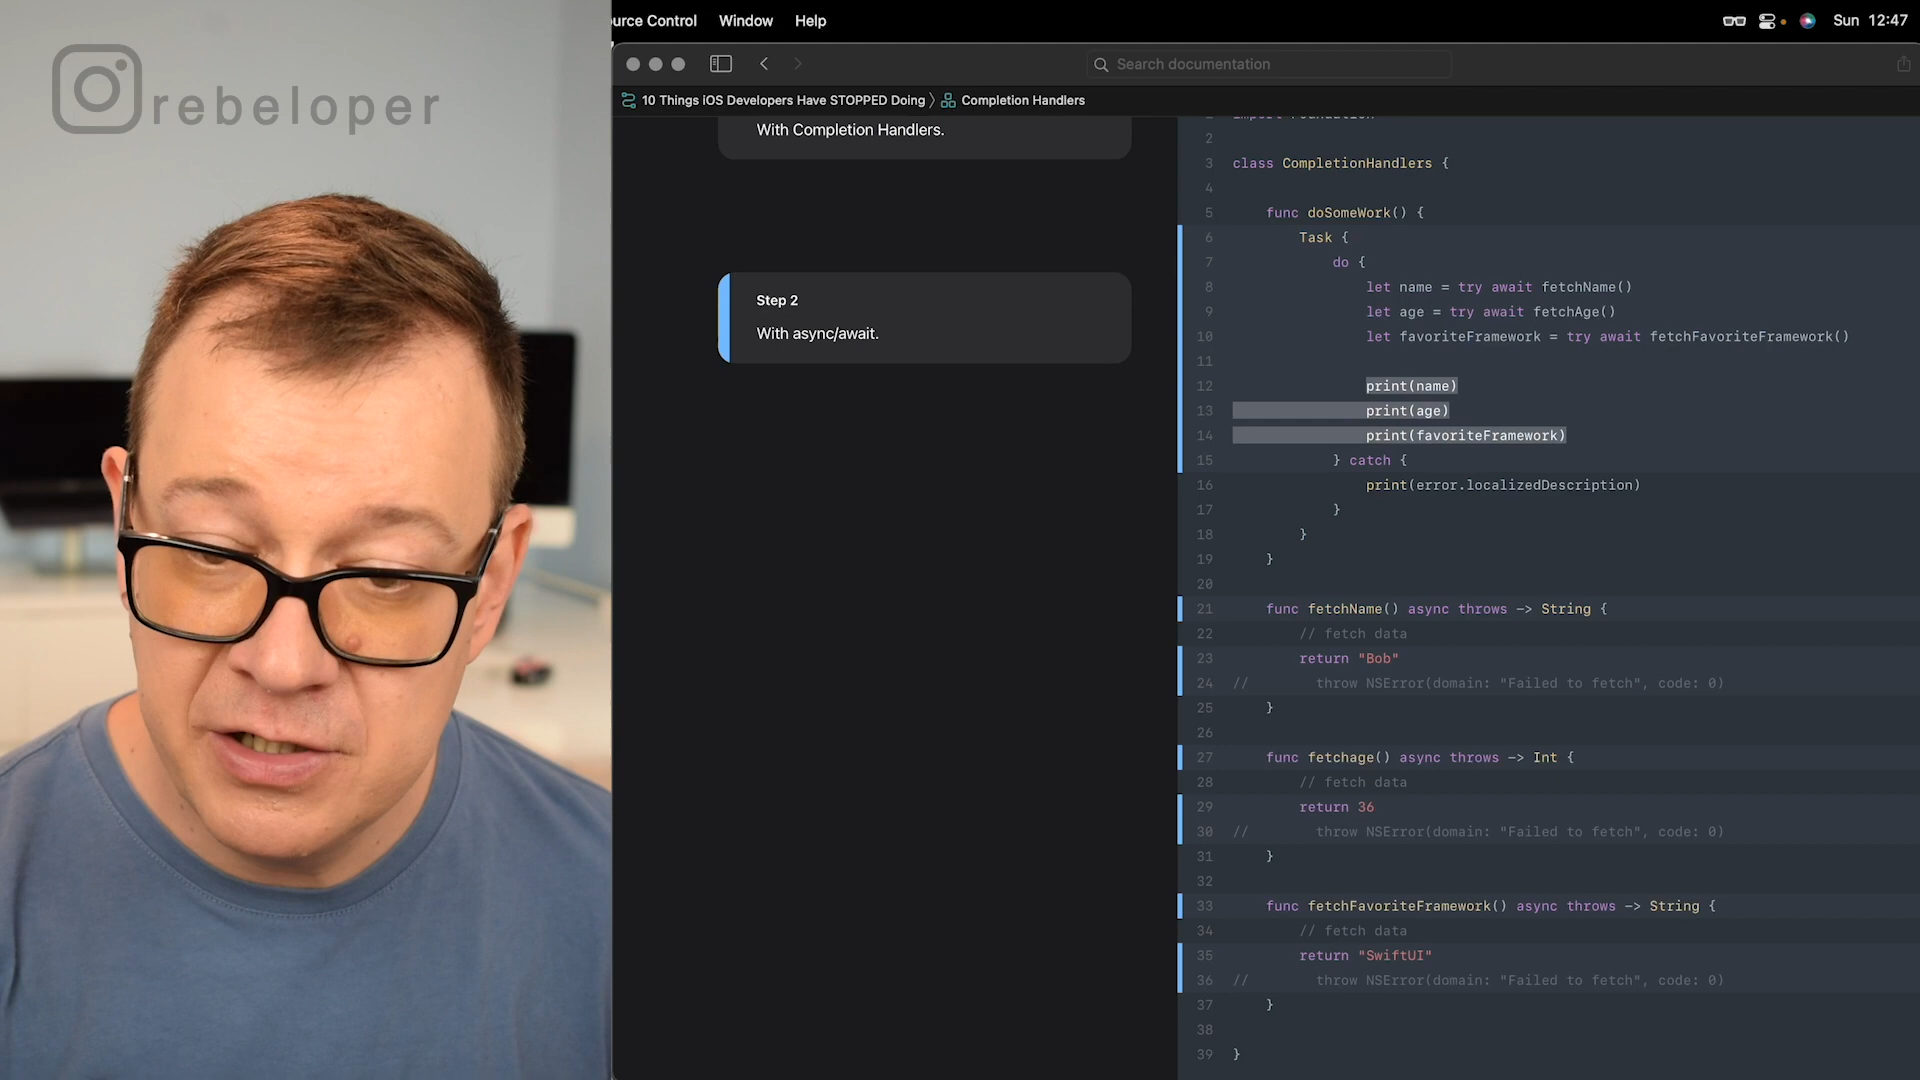 rebeloper
urce Control Window Help
Sun 12:47
Search documentation
10 Things iOS Developers Have STOPPED Doing 〉 Completion Handlers
With Completion Handlers.
Step 2
With async/await.
import Foundation
2
3 class CompletionHandlers {
4
5 func doSomeWork() {
6 Task {
7 do {
8 let name = try await fetchName()
9 let age = try await fetchAge()
10 let favoriteFramework = try await fetchFavoriteFramework()
11
12 print(name)
13 print(age)
14 print(favoriteFramework)
15 } catch {
16 print(error.localizedDescription)
17 }
18 }
19 }
20
21 func fetchName() async throws -> String {
22 // fetch data
23 return "Bob"
24 // throw NSError(domain: "Failed to fetch", code: 0)
25 }
26
27 func fetchage() async throws -> Int {
28 // fetch data
29 return 36
30 // throw NSError(domain: "Failed to fetch", code: 0)
31 }
32
33 func fetchFavoriteFramework() async throws -> String {
34 // fetch data
35 return "SwiftUI"
36 // throw NSError(domain: "Failed to fetch", code: 0)
37 }
38
39 }